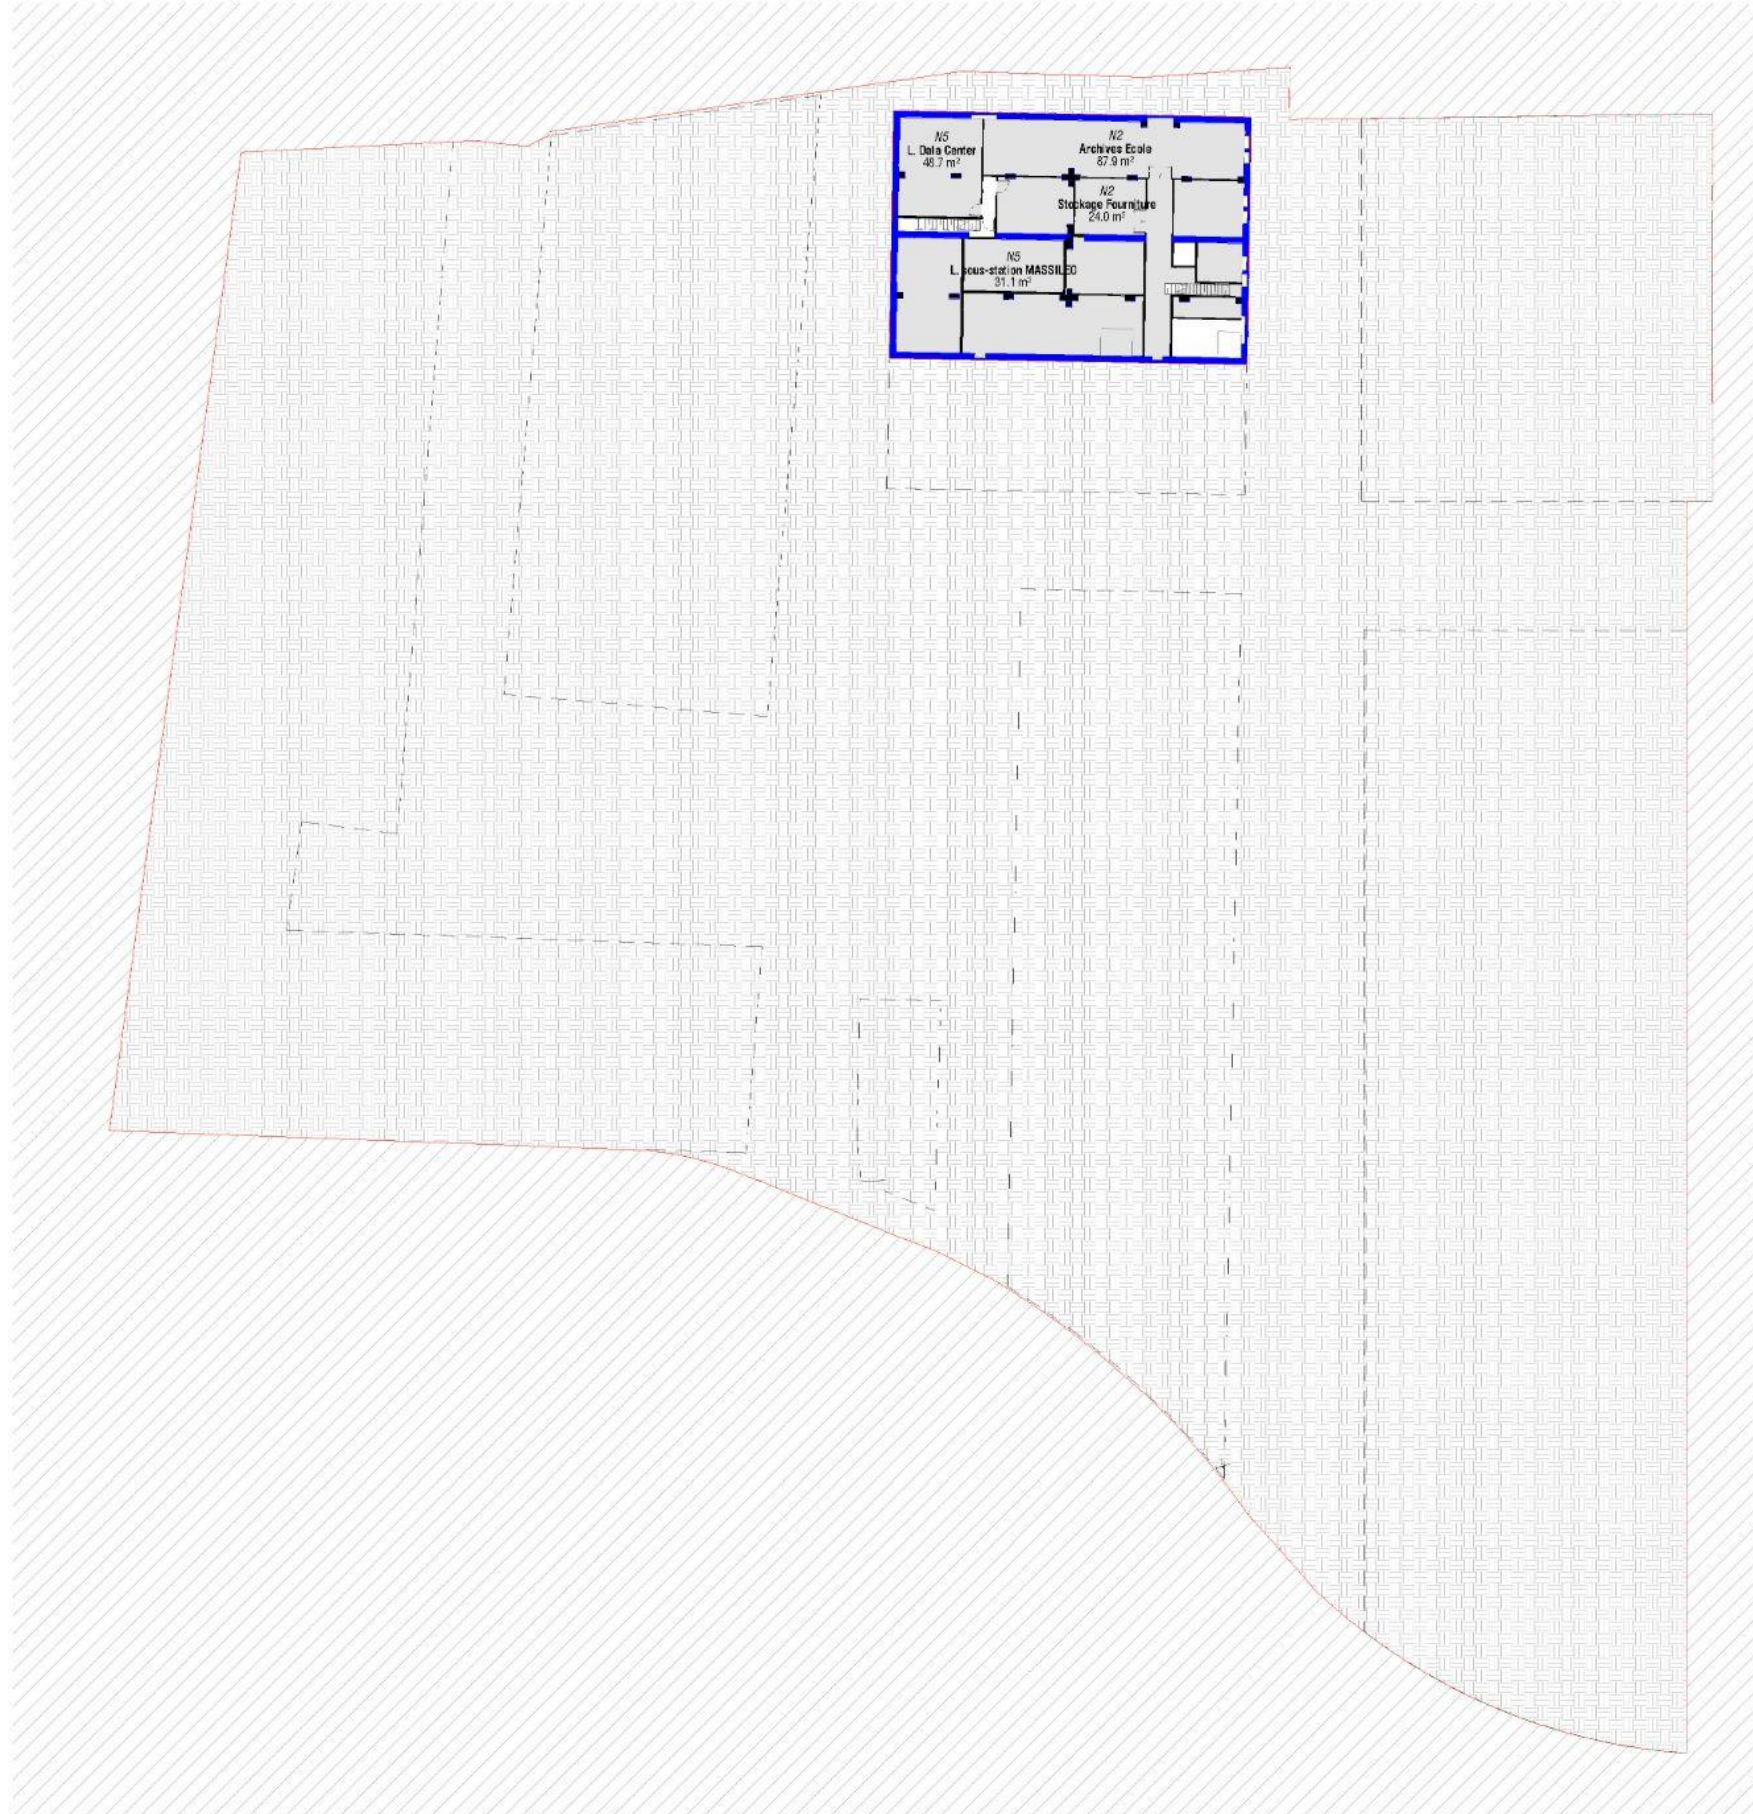 N5
L. Data Center
48.7 m²
N2
Archives Ecole
87.9 m²
N2
Stockage Fourniture
24.0 m²
N5
L. sous-station MASSILEO
31.1 m²